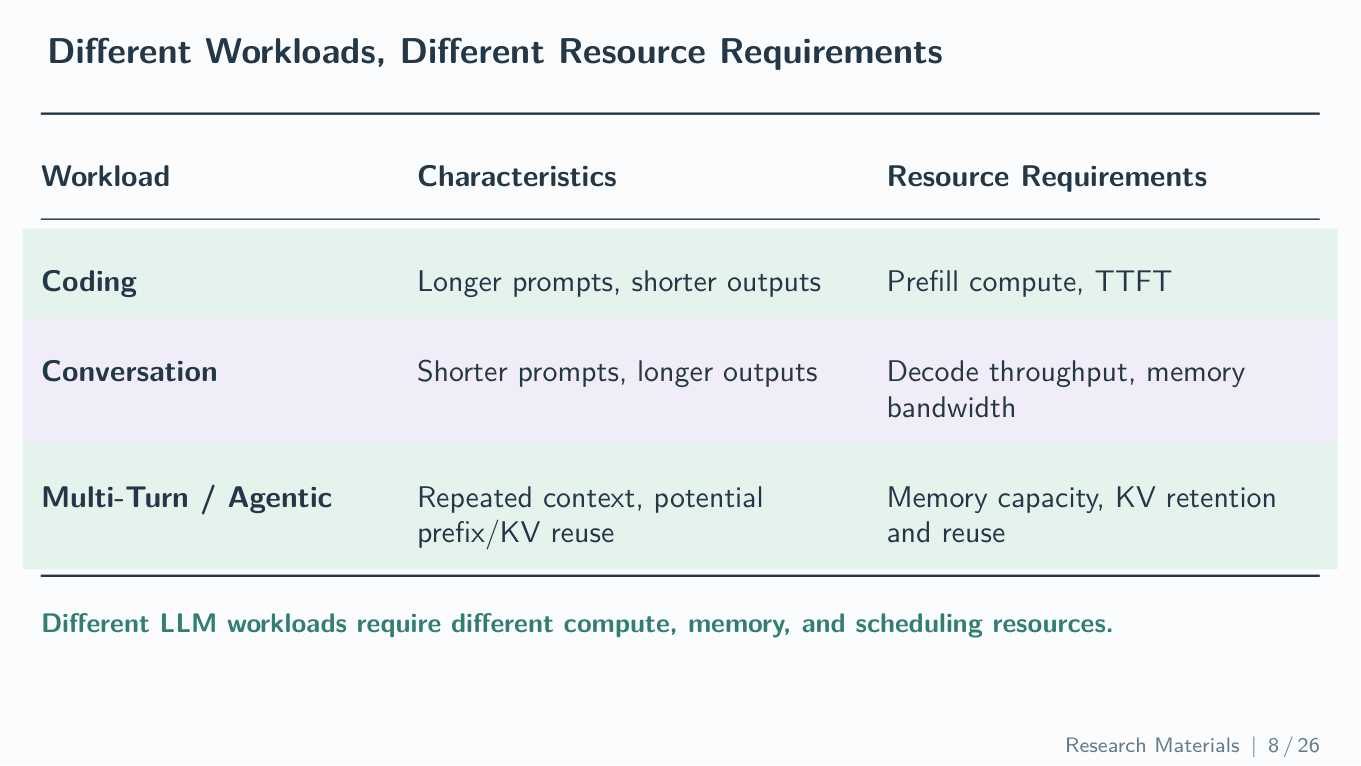 Different Workloads, Different Resource Requirements
Workload Characteristics Resource Requirements
Coding Longer prompts, shorter outputs Prefill compute, TTFT
Conversation Shorter prompts, longer outputs Decode throughput, memory
bandwidth
Multi-Turn / Agentic Repeated context, potential Memory capacity, KV retention
prefix/KV reuse and reuse
Different LLM workloads require different compute, memory, and scheduling resources.
Research Materials | 8 / 26